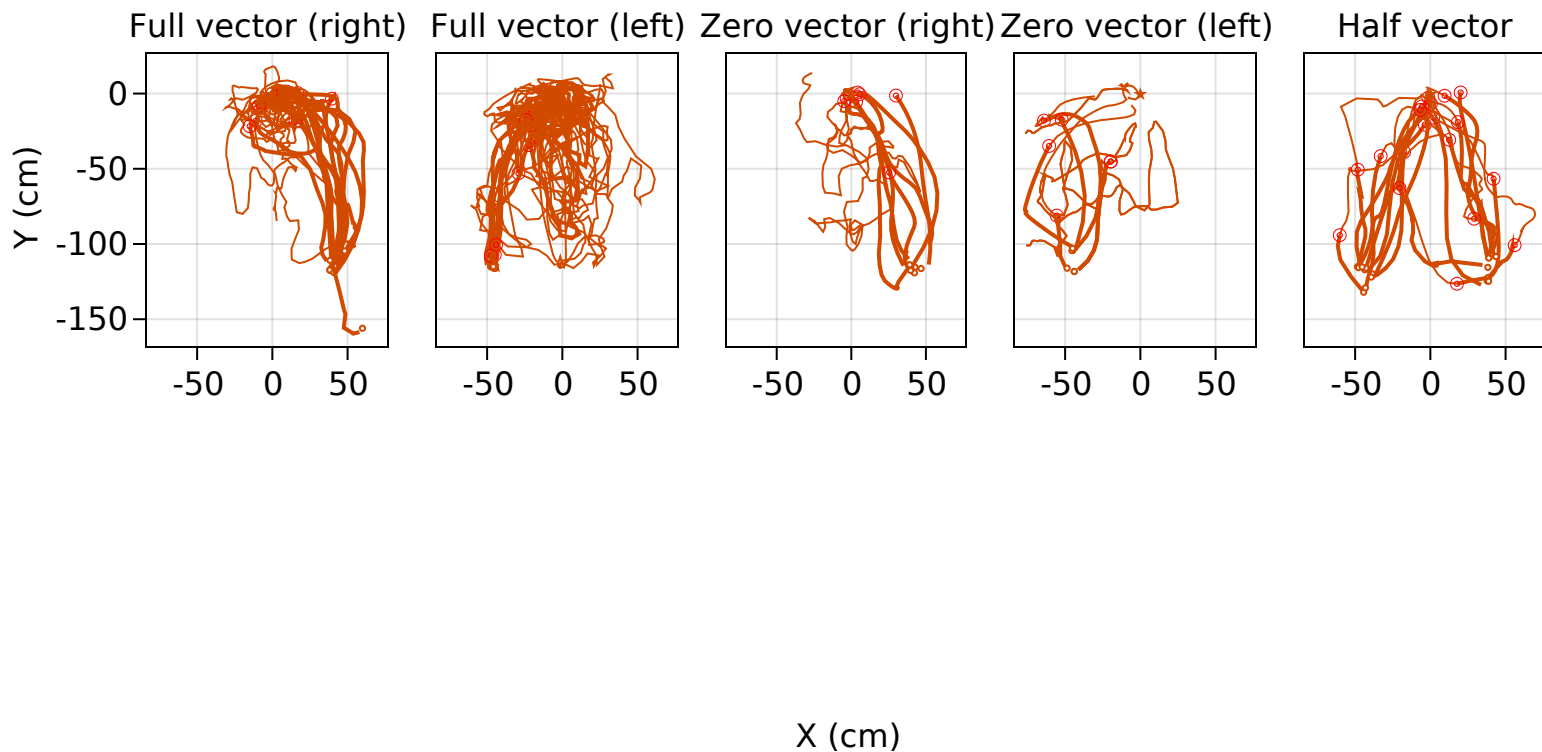 Full vector (right) Full vector (left) Zero vector (right) Zero vector (left) Half vector
Y (cm)
0
-50
-100
-150
-50 0 50 -50 0 50 -50 0 50 -50 0 50 -50 0 50
X (cm)